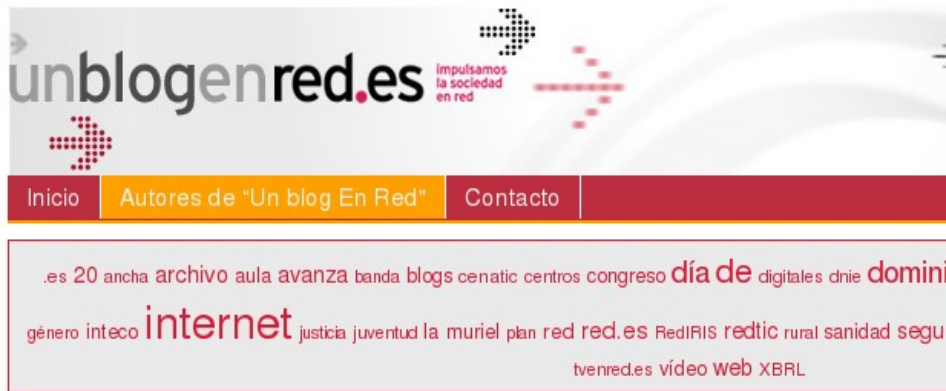 unblogenred.es
impulsamos
la sociedad
en red
Inicio Autores de "Un blog En Red" Contacto
.es 20 ancha archivo aula avanza banda blogs cenatic centros congreso día de digitales dnie domini
género inteco internet justicia juventud la muriel plan red red.es RedIRIS redtic rural sanidad segu
tvenred.es vídeo web XBRL